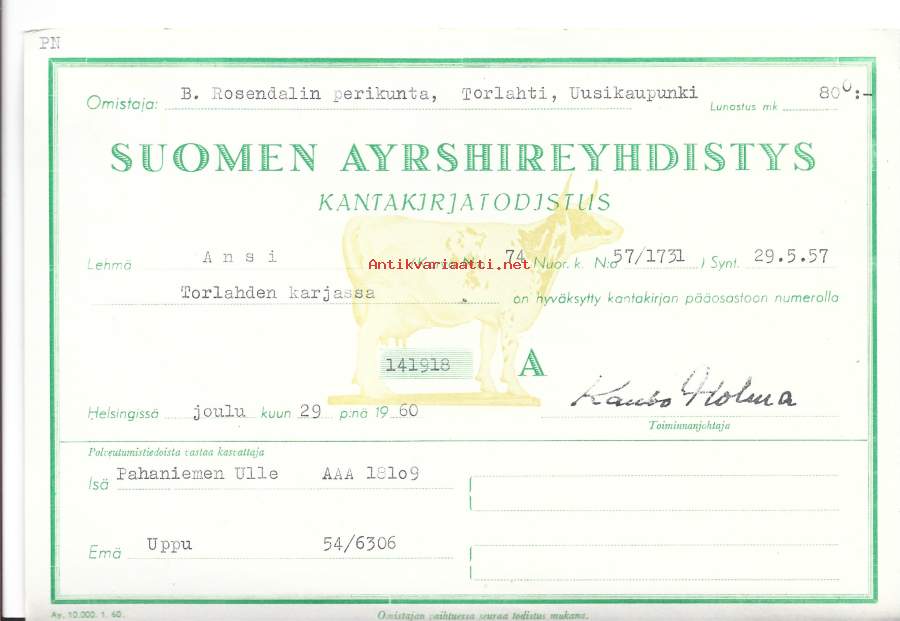 PN
Omistaja: B. Rosendalin perikunta, Torlahti, Uusikaupunki Lunastus mk 800:-
SUOMEN AYRSHIREYHDISTYS
KANTAKIRJATODISTUS
Lehmä Ansi 74 Nuor. k. N:o 57/1731 ) Synt. 29.5.57
Antikvariaatti.net
Torlahden karjassa on hyväksytty kantakirjan pääosastoon numerolla
141918 A
Helsingissä joulu kuun 29 p:nä 1960 Kauko Holma
Toiminnanjohtaja
Polveutumistiedoista vastaa kasvattaja
Isä Pahaniemen Ulle AAA 181o9
Emä Uppu 54/6306
Ay. 10.000. 1. 60.
Omistajan vaihtuessa seuraa todistus mukana.